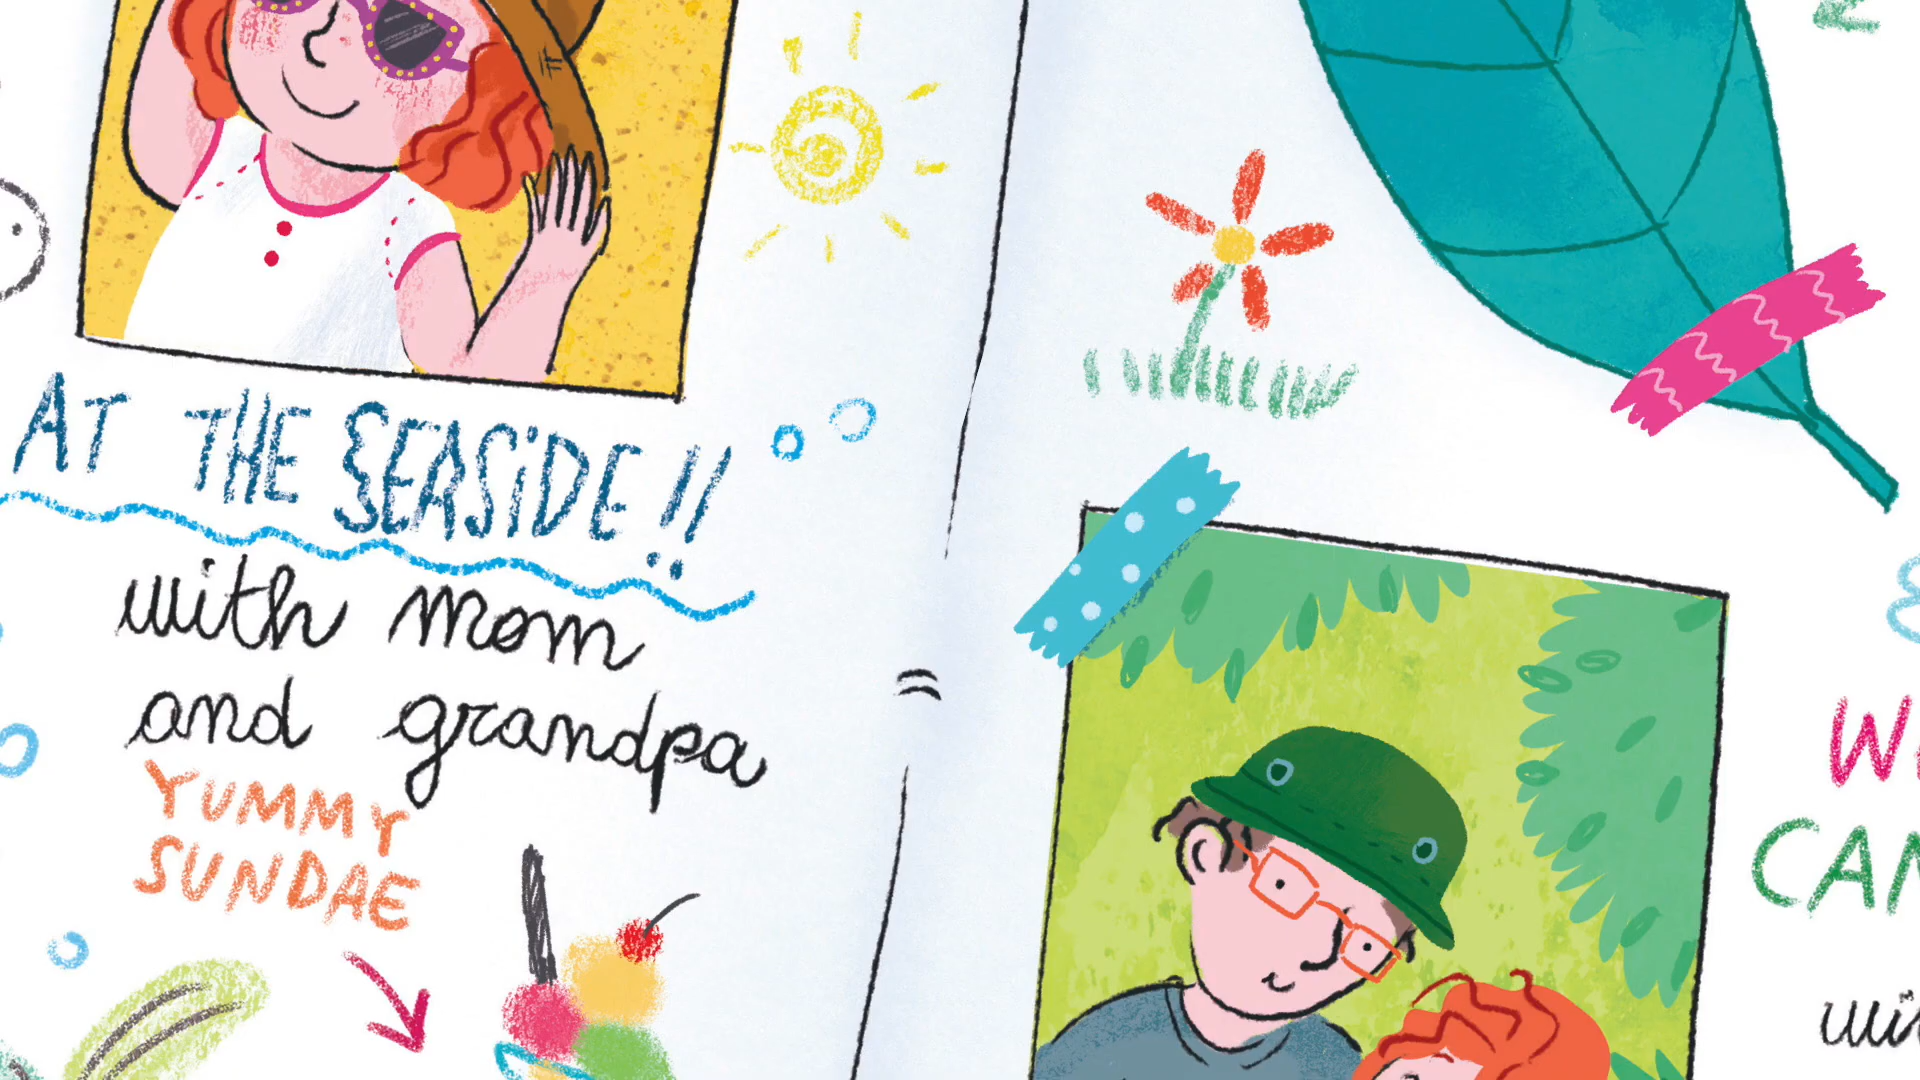 AT THE SEASiDE!!
with mom
and grandpa
YUMMY
SUNDAE